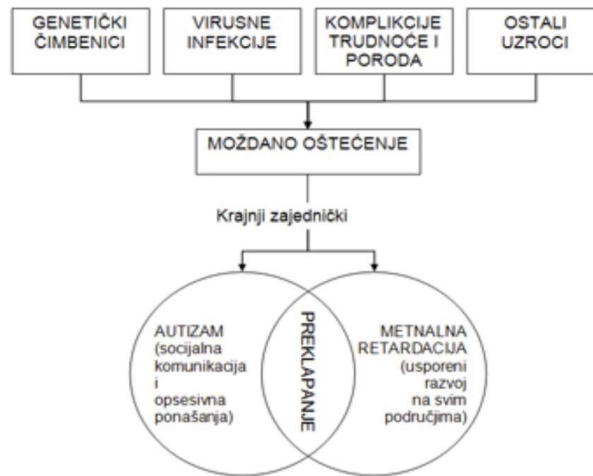 GENETIČKI
ČIMBENICI
VIRUSNE
INFEKCIJE
KOMPLIKCIJE
TRUDNOĆE I
PORODA
OSTALI
UZROCI
MOŽDANO OŠTEĆENJE
Krajnji zajednički
AUTIZAM
(socijalna
komunikacija
i
opsesivna
ponašanja)
PREKLAPANJE
METNALNA
RETARDACIJA
(usporeni
razvoj
na svim
područjima)